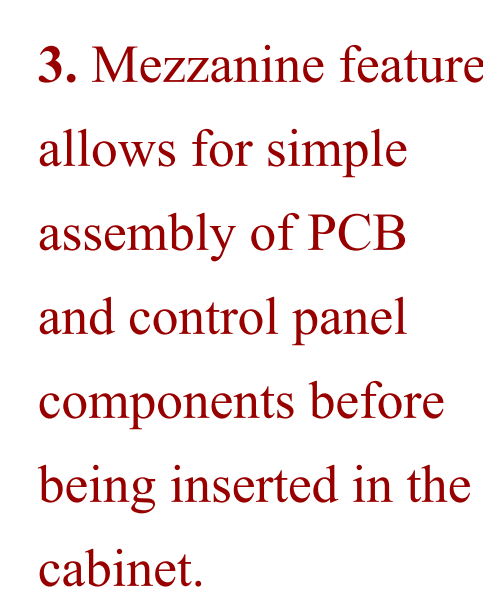 3. Mezzanine feature
allows for simple
assembly of PCB
and control panel
components before
being inserted in the
cabinet.